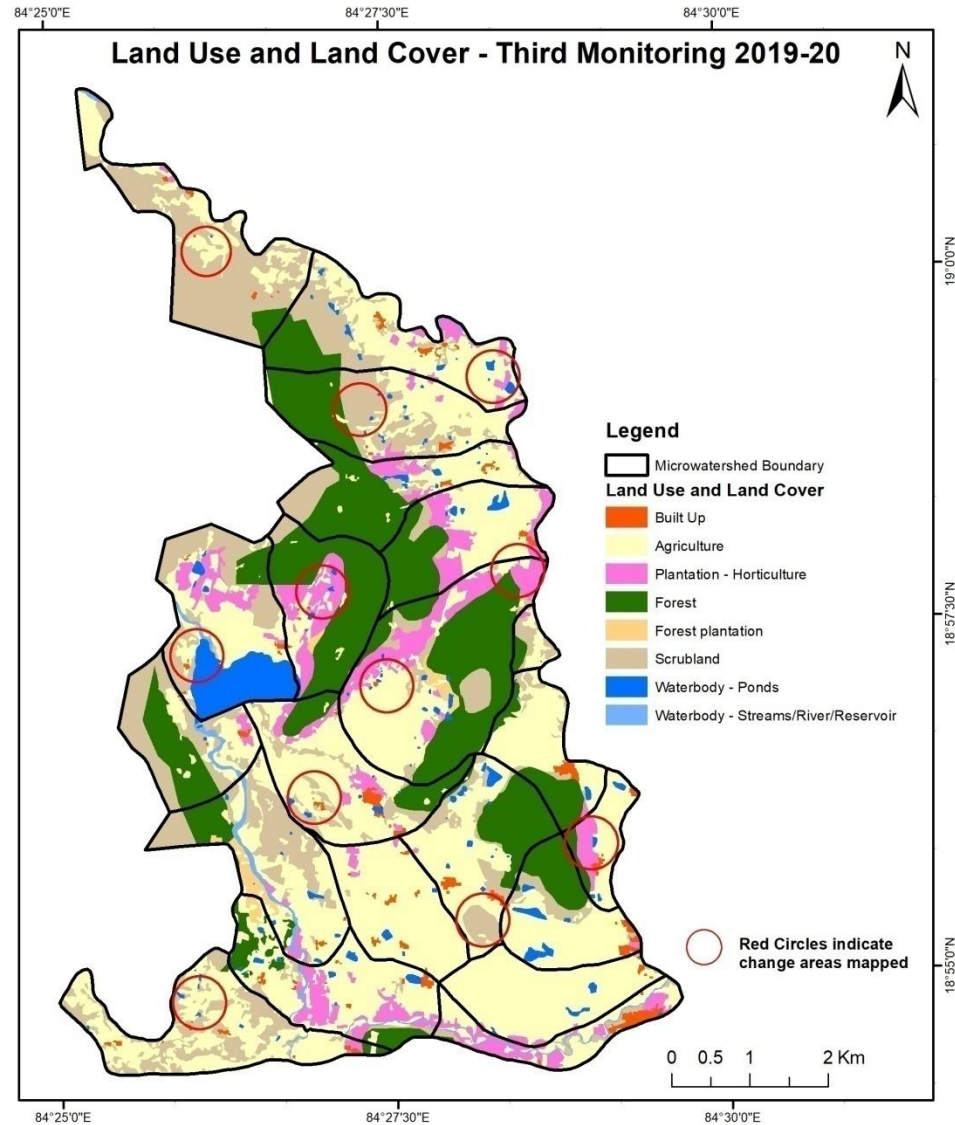 84°25'0"E
84°27'30"E
84°30'0"E
Land Use and Land Cover - Third Monitoring 2019-20
N
19°0'0"N
Legend
Microwatershed Boundary
Land Use and Land Cover
Built Up
Agriculture
Plantation - Horticulture
Forest
Forest plantation
Scrubland
Waterbody - Ponds
Waterbody - Streams/River/Reservoir
18°57'30"N
Red Circles indicate
change areas mapped
18°55'0"N
0 0.5 1 2 Km
84°25'0"E
84°27'30"E
84°30'0"E